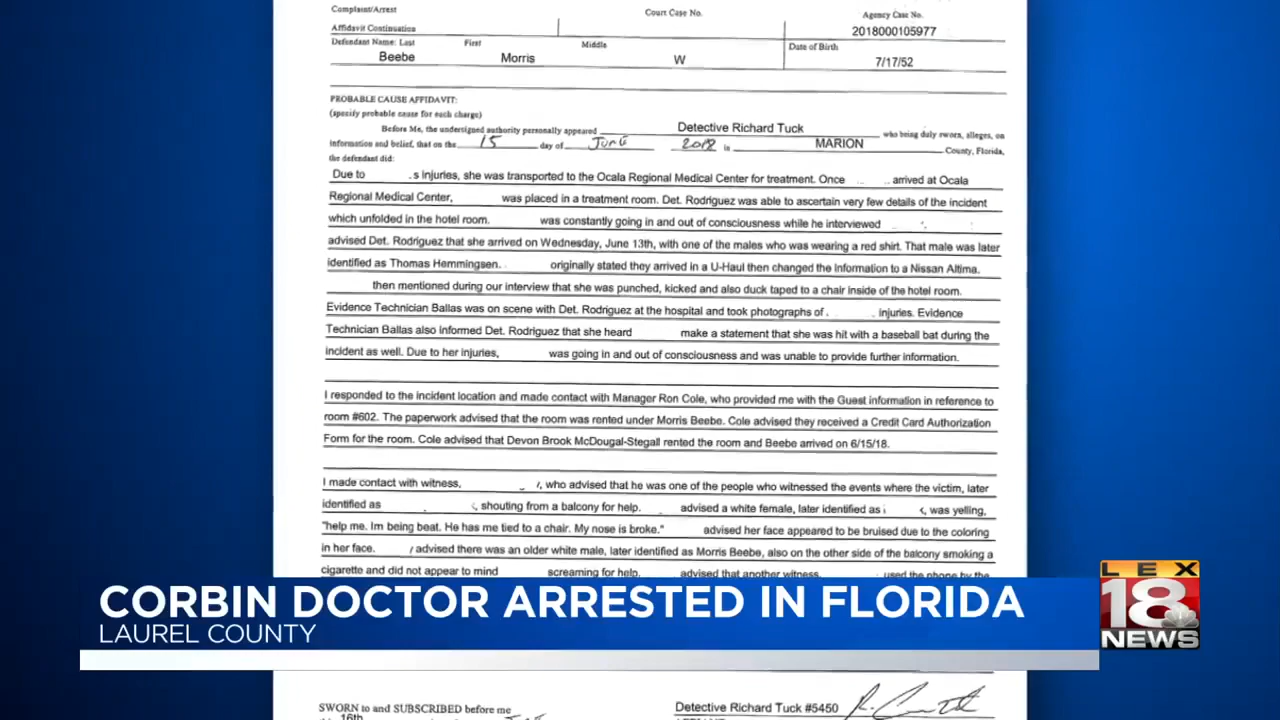 Complaint/Arrest
Court Case No.
Agency Case No.
Affidavit Continuation
2018000105977
Defendant Name: Last First Middle
Date of Birth
Beebe Morris W
7/17/52
PROBABLE CAUSE AFFIDAVIT:
(specify probable cause for each charge)
Before Me, the undersigned authority personally appeared Detective Richard Tuck who being duly sworn, alleges, on
information and belief, that on the 15 day of June 2018 in MARION County, Florida,
the defendant did:
Due to .s injuries, she was transported to the Ocala Regional Medical Center for treatment. Once arrived at Ocala
Regional Medical Center, was placed in a treatment room. Det. Rodriguez was able to ascertain very few details of the incident
which unfolded in the hotel room. was constantly going in and out of consciousness while he interviewed
advised Det. Rodriguez that she arrived on Wednesday, June 13th, with one of the males who was wearing a red shirt. That male was later
identified as Thomas Hemmingsen. originally stated they arrived in a U-Haul then changed the information to a Nissan Altima.
then mentioned during our interview that she was punched, kicked and also duck taped to a chair inside of the hotel room.
Evidence Technician Ballas was on scene with Det. Rodriguez at the hospital and took photographs of injuries. Evidence
Technician Ballas also informed Det. Rodriguez that she heard make a statement that she was hit with a baseball bat during the
incident as well. Due to her injuries, was going in and out of consciousness and was unable to provide further information.
I responded to the incident location and made contact with Manager Ron Cole, who provided me with the Guest information in reference to
room #602. The paperwork advised that the room was rented under Morris Beebe. Cole advised they received a Credit Card Authorization
Form for the room. Cole advised that Devon Brook McDougal-Stegall rented the room and Beebe arrived on 6/15/18.
I made contact with witness, , who advised that he was one of the people who witnessed the events where the victim, later
identified as , shouting from a balcony for help. advised a white female, later identified as , was yelling,
"help me. Im being beat. He has me tied to a chair. My nose is broke." advised her face appeared to be bruised due to the coloring
in her face. advised there was an older white male, later identified as Morris Beebe, also on the other side of the balcony smoking a
cigarette and did not appear to mind screaming for help. advised that another witness, used the phone by the
CORBIN DOCTOR ARRESTED IN FLORIDA
LAUREL COUNTY
LEX
18
NEWS
SWORN to and SUBSCRIBED before me
Detective Richard Tuck #5450
16th